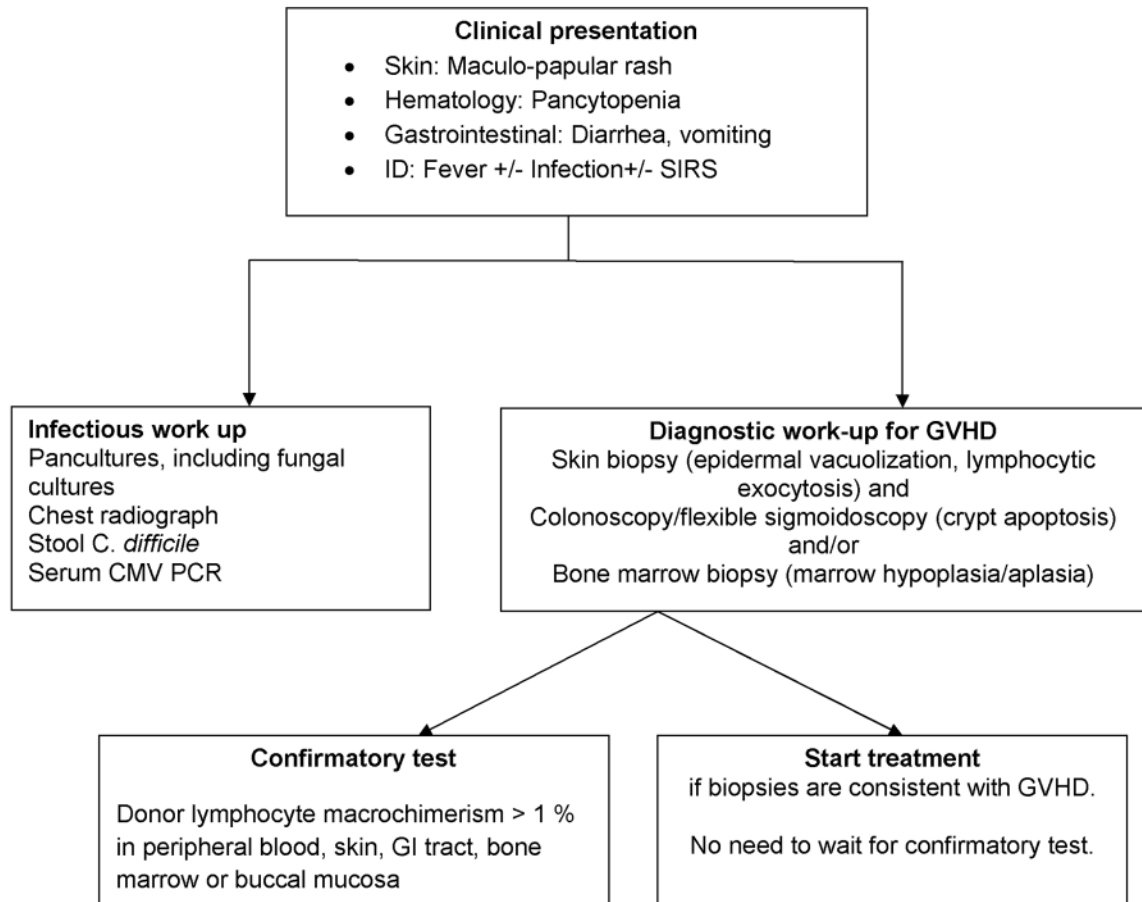 Clinical presentation
• Skin: Maculo-papular rash
• Hematology: Pancytopenia
• Gastrointestinal: Diarrhea, vomiting
• ID: Fever +/- Infection+/- SIRS
Infectious work up
Pancultures, including fungal
cultures
Chest radiograph
Stool C. difficile
Serum CMV PCR
Diagnostic work-up for GVHD
Skin biopsy (epidermal vacuolization, lymphocytic
exocytosis) and
Colonoscopy/flexible sigmoidoscopy (crypt apoptosis)
and/or
Bone marrow biopsy (marrow hypoplasia/aplasia)
Confirmatory test
Donor lymphocyte macrochimerism > 1 %
in peripheral blood, skin, GI tract, bone
marrow or buccal mucosa
Start treatment
if biopsies are consistent with GVHD.
No need to wait for confirmatory test.